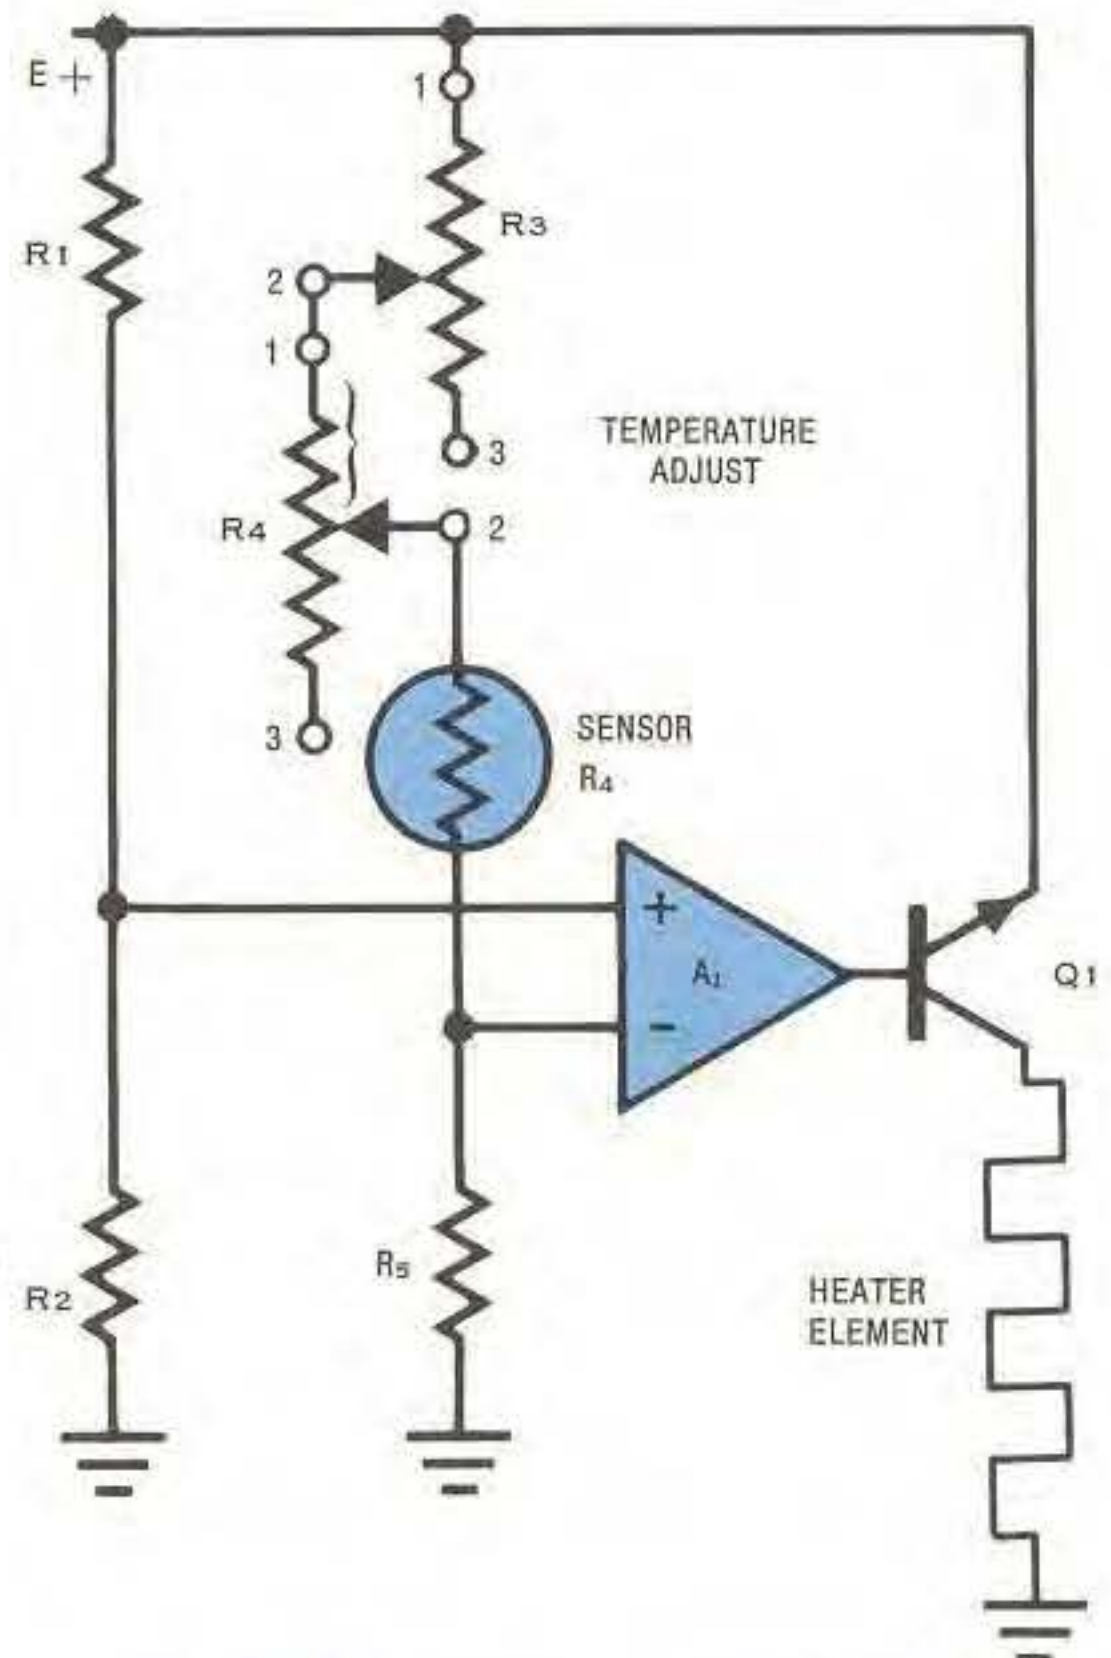 E +
1
R1
R3
2
1
3
TEMPERATURE
ADJUST
R4
2
3
SENSOR
R4
+
A1
−
Q1
R5
R2
HEATER
ELEMENT